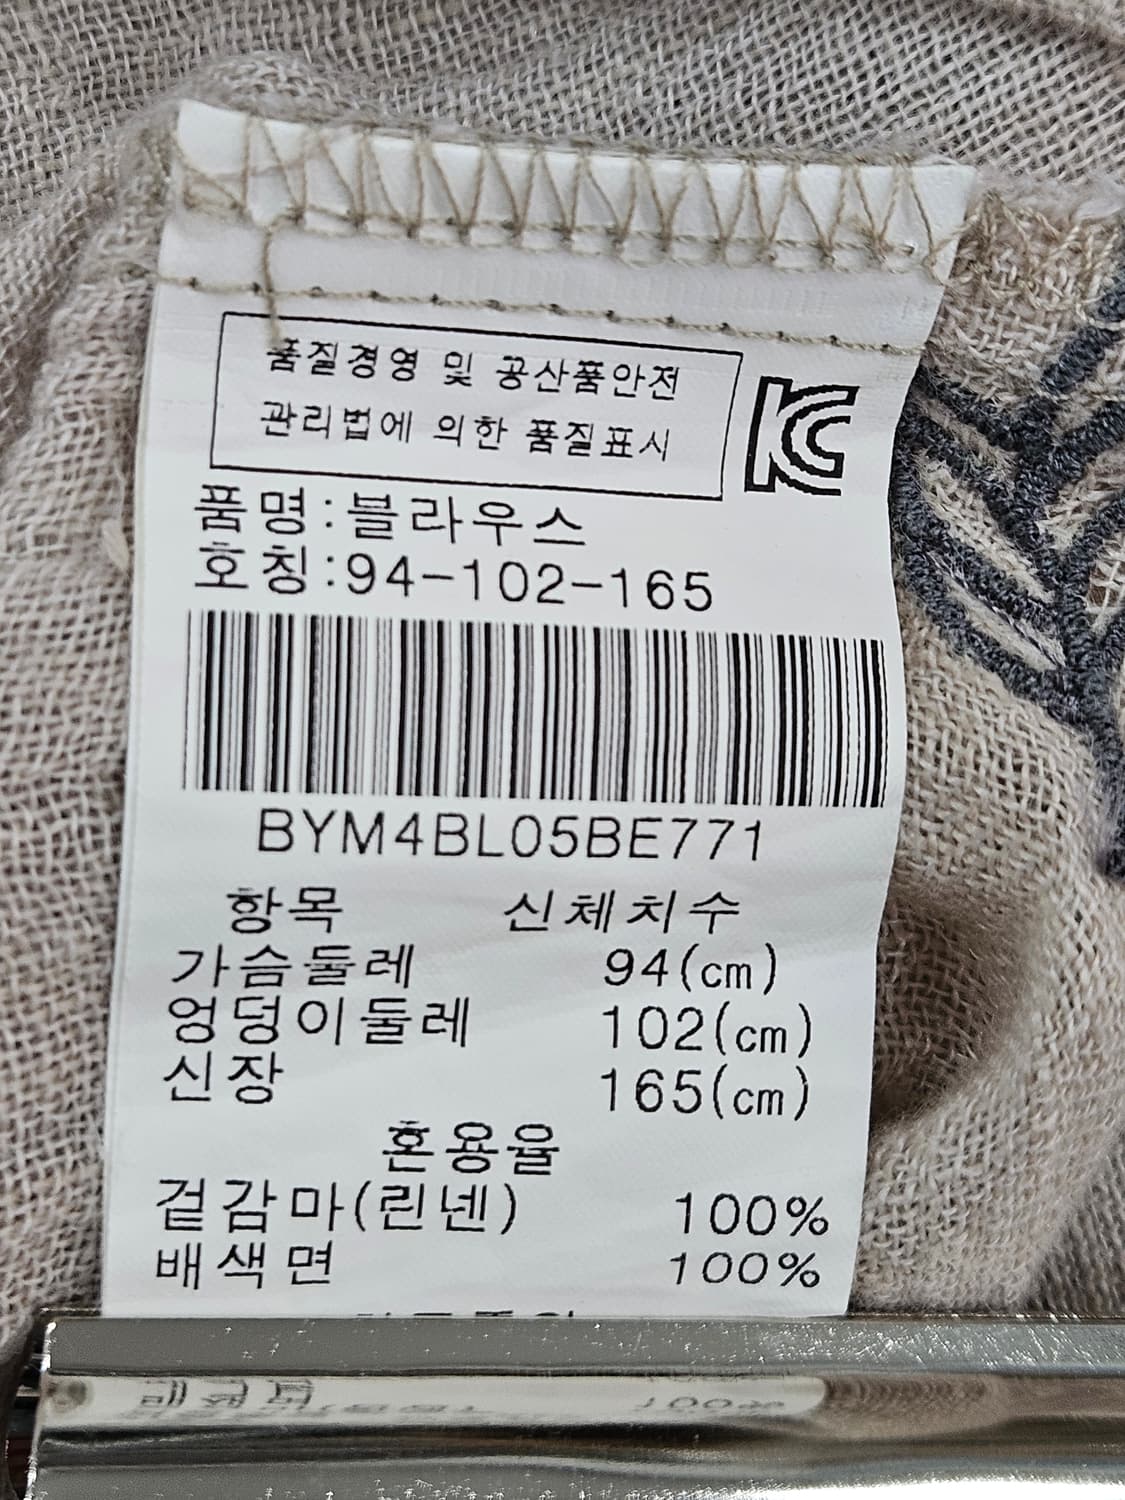 품질경영 및 공산품안전
관리법에 의한 품질표시
KC
품명:블라우스
호칭:94-102-165
BYM4BL05BE771
항목 신체치수
가슴둘레 94(cm)
엉덩이둘레 102(cm)
신장 165(cm)
혼용율
겉감마(린넨) 100%
배색면 100%